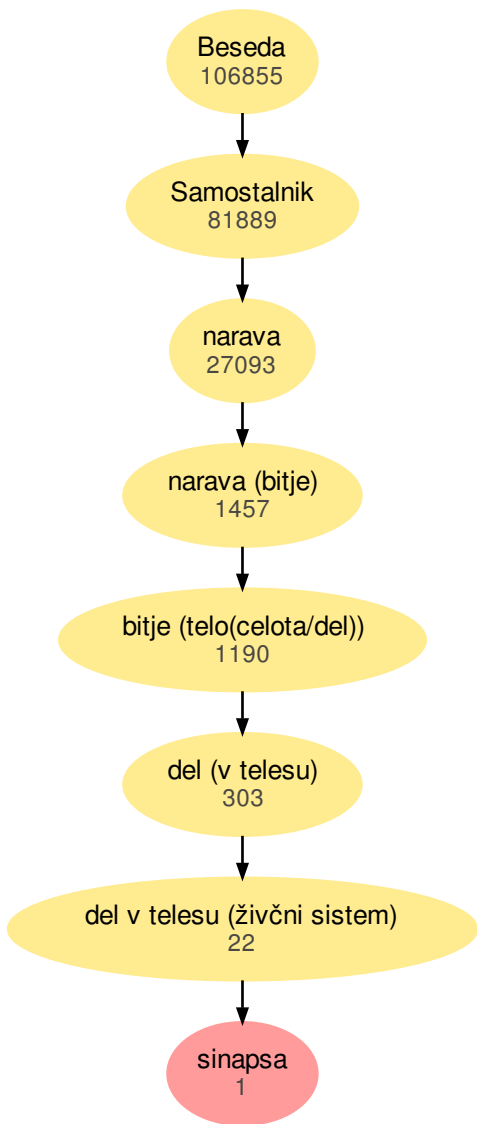 Beseda
106855
Samostalnik
81889
narava
27093
narava (bitje)
1457
bitje (telo(celota/del))
1190
del (v telesu)
303
del v telesu (živčni sistem)
22
sinapsa
1